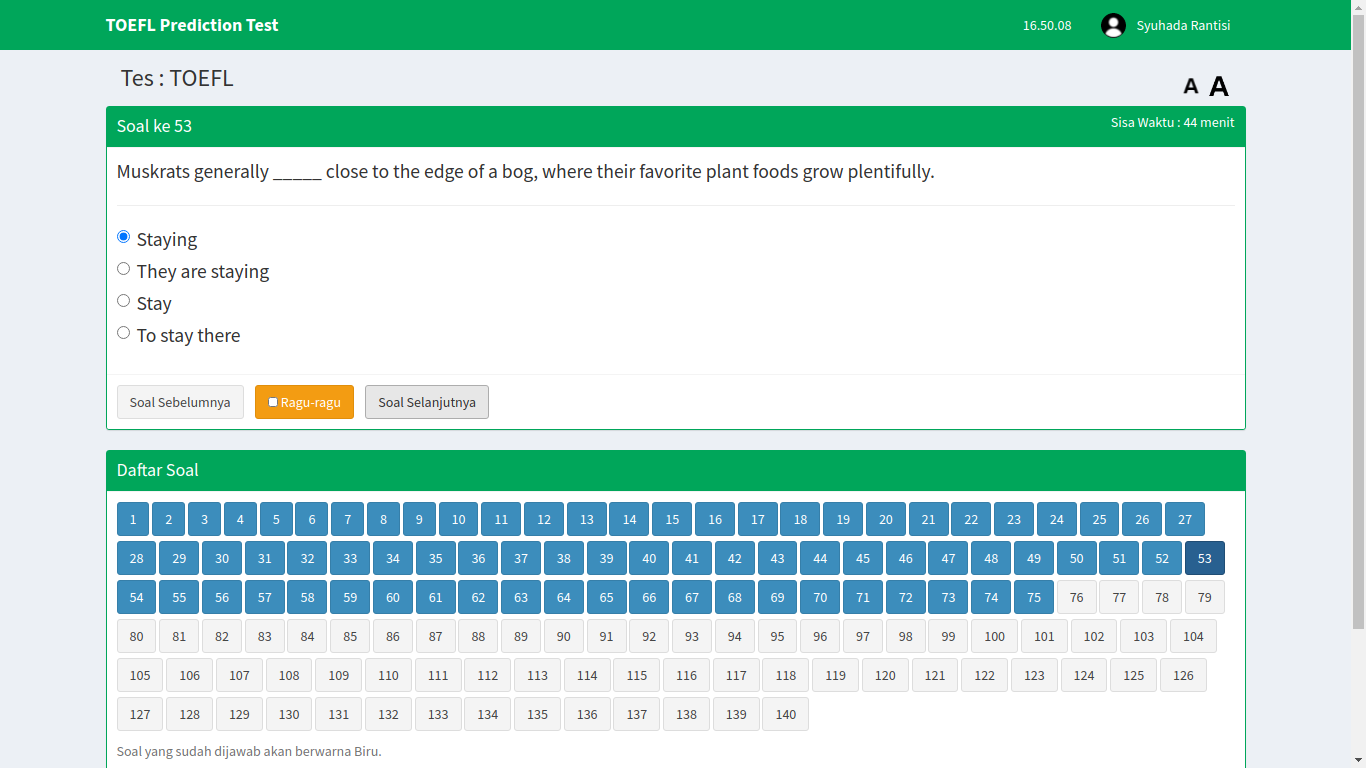 TOEFL Prediction Test 16.50.08 Syuhada Rantisi
Tes : TOEFL A A
Soal ke 53 Sisa Waktu : 44 menit
Muskrats generally _____ close to the edge of a bog, where their favorite plant foods grow plentifully.
Staying
They are staying
Stay
To stay there
Soal Sebelumnya Ragu-ragu Soal Selanjutnya
Daftar Soal
1 2 3 4 5 6 7 8 9 10 11 12 13 14 15 16 17 18 19 20 21 22 23 24 25 26 27
28 29 30 31 32 33 34 35 36 37 38 39 40 41 42 43 44 45 46 47 48 49 50 51 52 53
54 55 56 57 58 59 60 61 62 63 64 65 66 67 68 69 70 71 72 73 74 75 76 77 78 79
80 81 82 83 84 85 86 87 88 89 90 91 92 93 94 95 96 97 98 99 100 101 102 103 104
105 106 107 108 109 110 111 112 113 114 115 116 117 118 119 120 121 122 123 124 125 126
127 128 129 130 131 132 133 134 135 136 137 138 139 140
Soal yang sudah dijawab akan berwarna Biru.